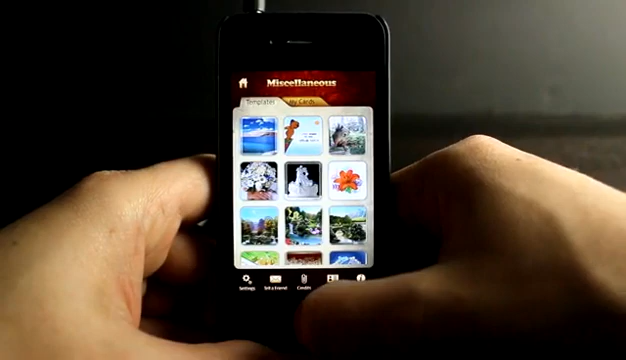 Miscellaneous
Templates My Cards
Settings Tell a Friend Credits